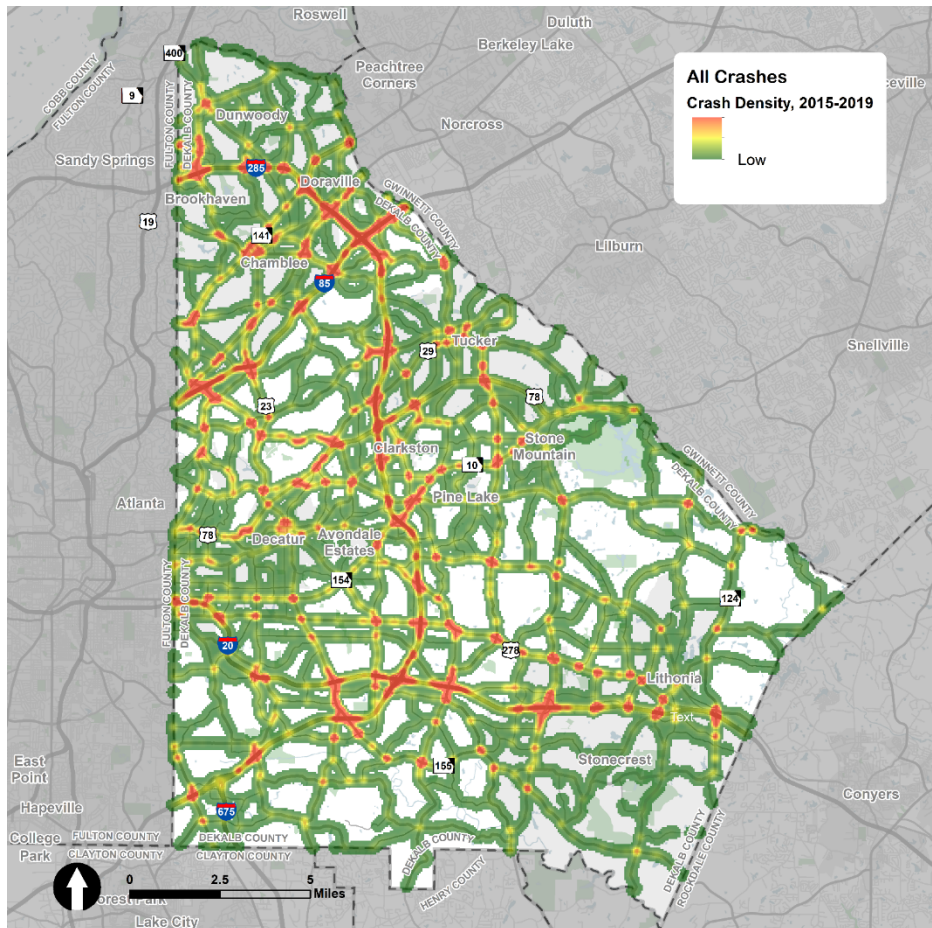 Roswell
Duluth
Berkeley Lake
400
Peachtree
Corners
All Crashes
Crash Density, 2015-2019
Low
COBB COUNTY
FULTON COUNTY
9
FULTON COUNTY
DEKALB COUNTY
Dunwoody
Norcross
Sandy Springs
285
Doraville
Brookhaven
GWINNETT COUNTY
DEKALB COUNTY
19
141
Chamblee
Lilburn
85
29
Tucker
Snellville
23
78
Clarkston
Stone
Mountain
10
GWINNETT COUNTY
DEKALB COUNTY
Atlanta
Pine Lake
78
Decatur
Avondale
Estates
154
FULTON COUNTY
DEKALB COUNTY
124
20
278
Lithonia
Text
155
Stonecrest
East
Point
Conyers
Hapeville
675
College
Park
FULTON COUNTY
DEKALB COUNTY
CLAYTON COUNTY
CLAYTON COUNTY
DEKALB COUNTY
HENRY COUNTY
DEKALB COUNTY
ROCKDALE COUNTY
0
2.5
5
Miles
Lake City